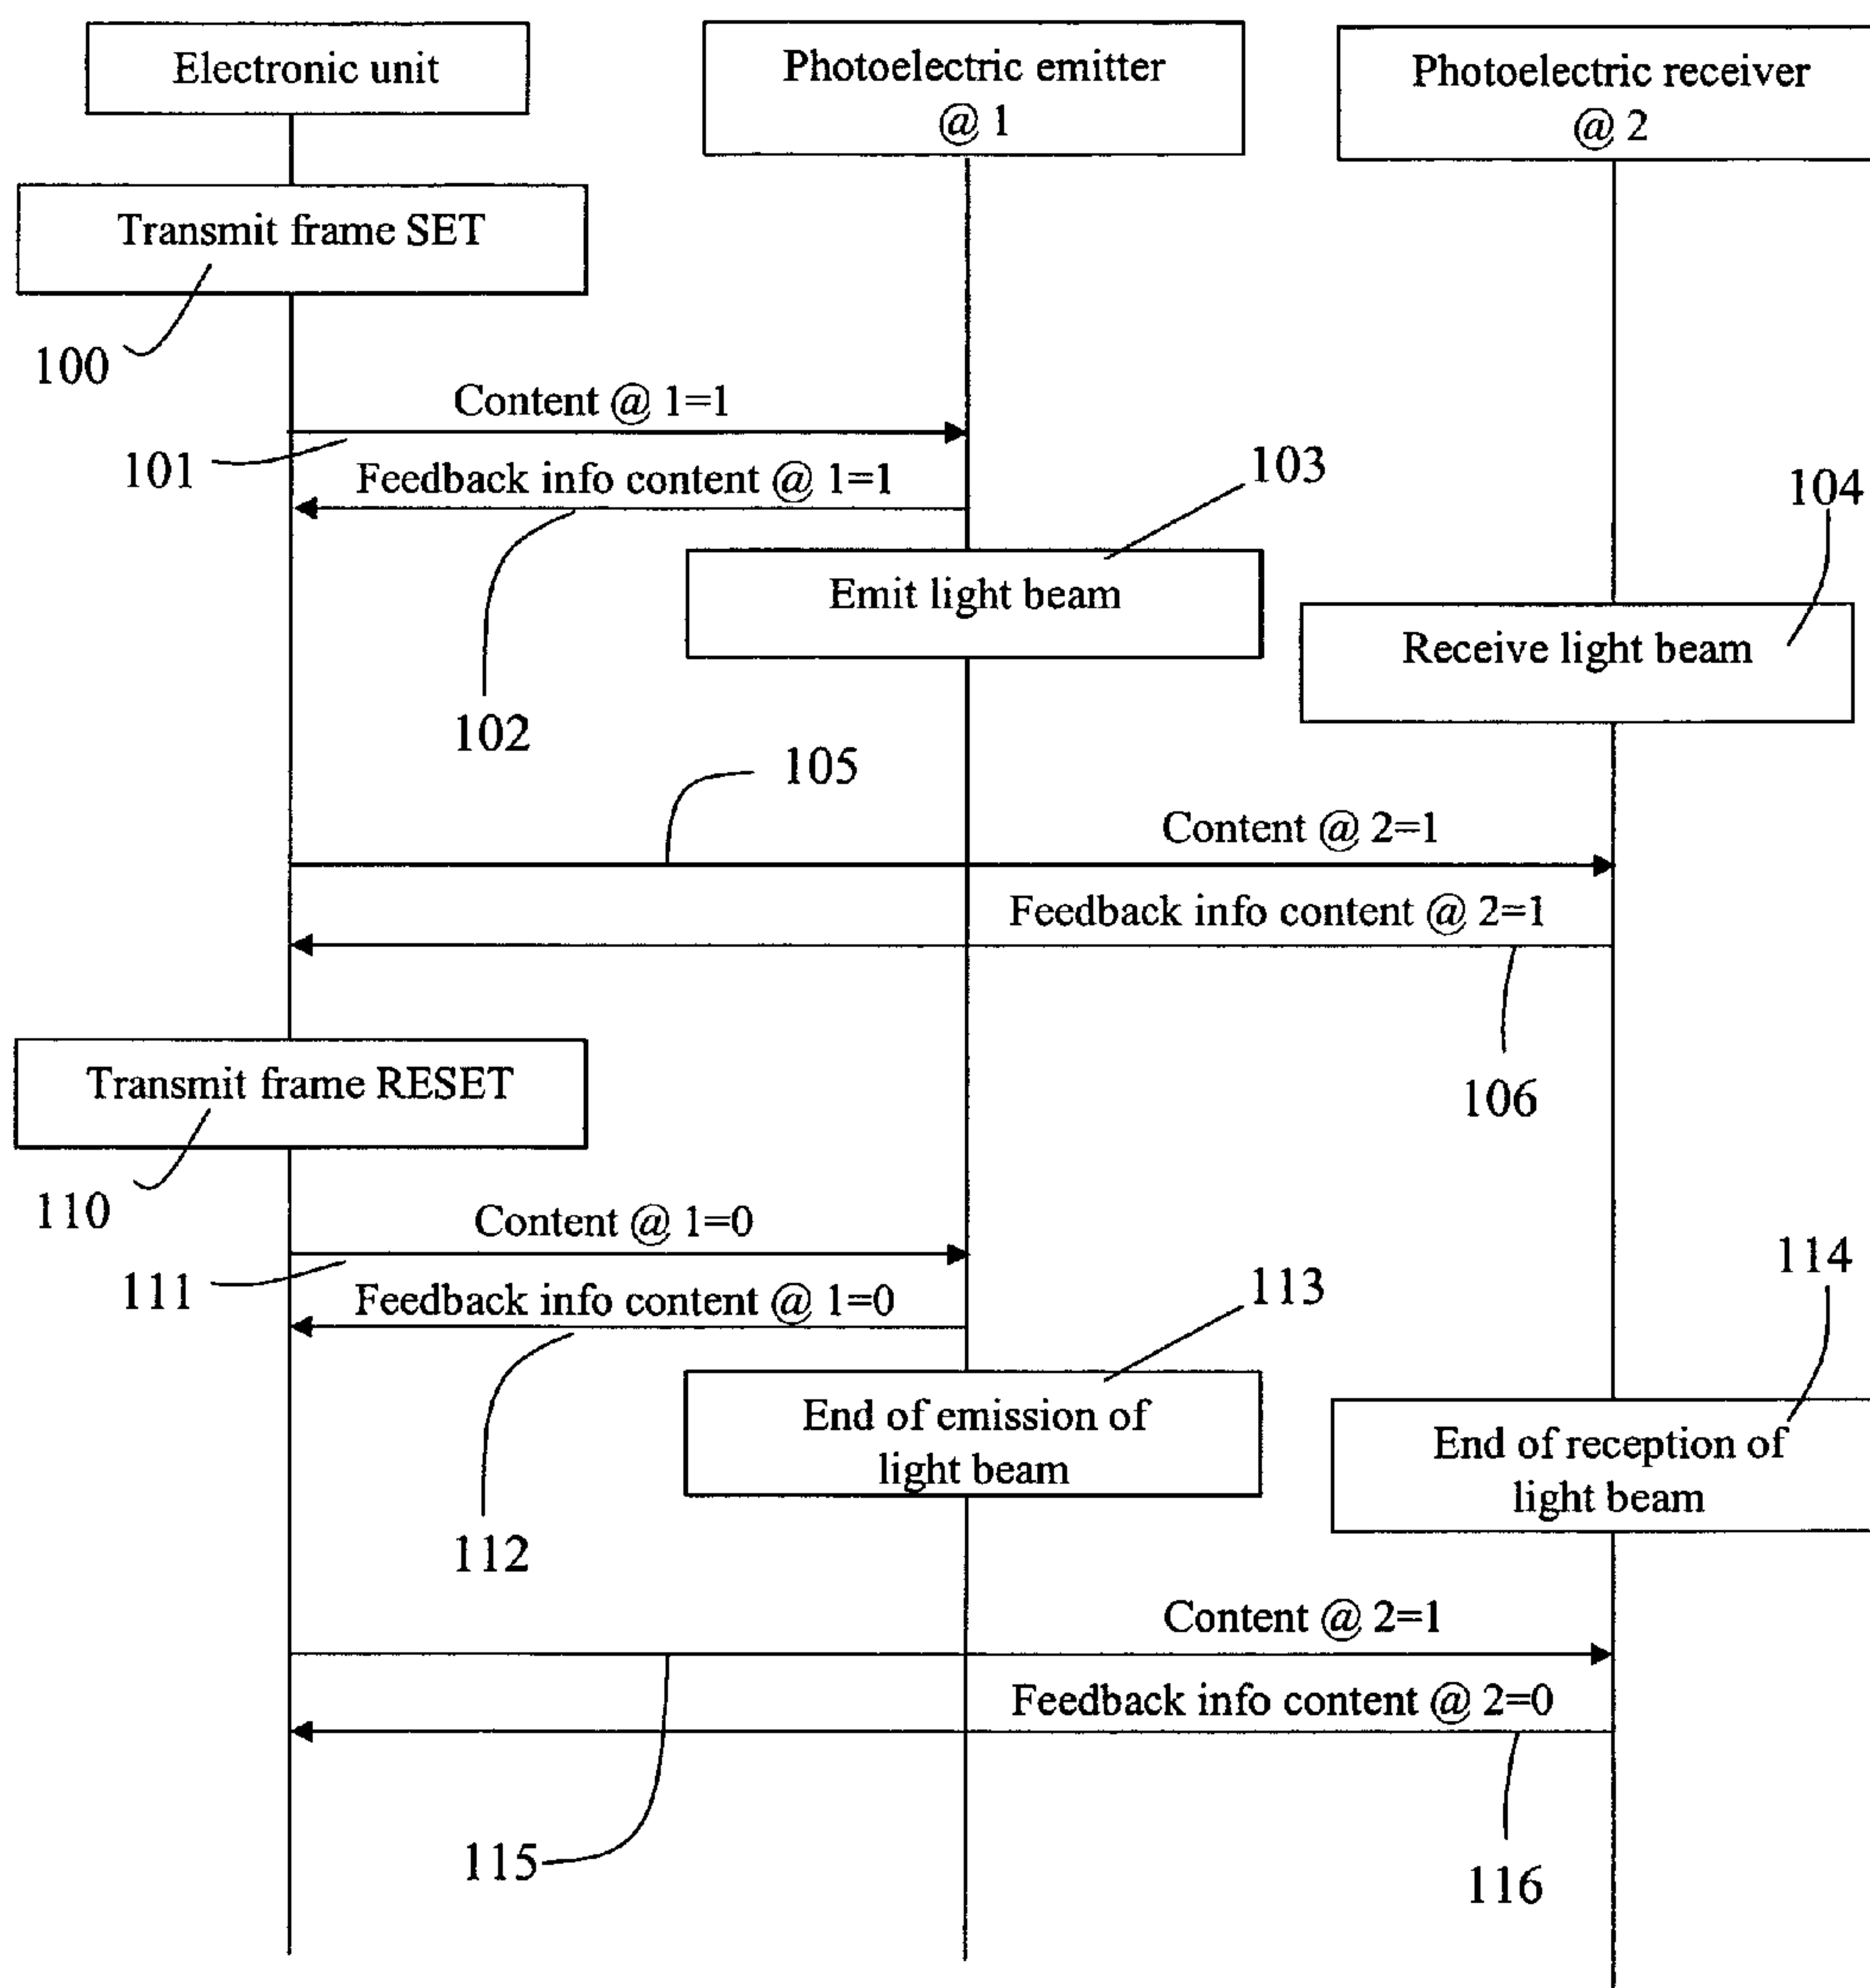 Electronic unit
Photoelectric emitter
@ 1
Photoelectric receiver
@ 2
Transmit frame SET
100
Content @ 1=1
101
Feedback info content @ 1=1
103
104
102
Emit light beam
Receive light beam
105
Content @ 2=1
Feedback info content @ 2=1
106
Transmit frame RESET
110
Content @ 1=0
111
Feedback info content @ 1=0
113
114
112
End of emission of
light beam
End of reception of
light beam
Content @ 2=1
115
Feedback info content @ 2=0
116